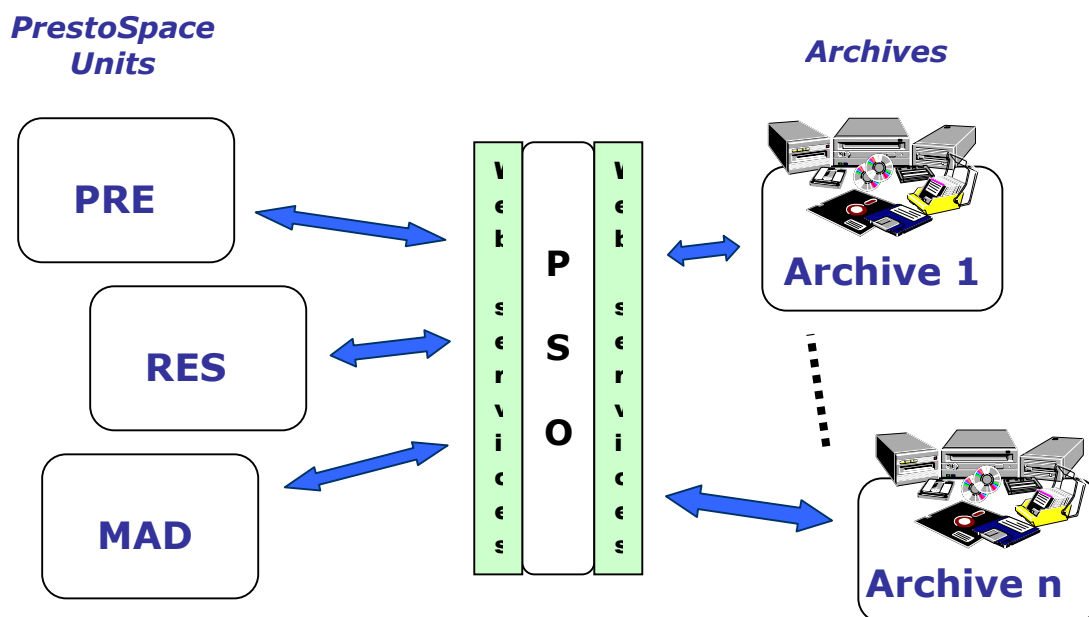 PrestoSpace
Units
Archives
PRE
RES
MAD
Web services
P
S
O
Web services
Archive 1
Archive n